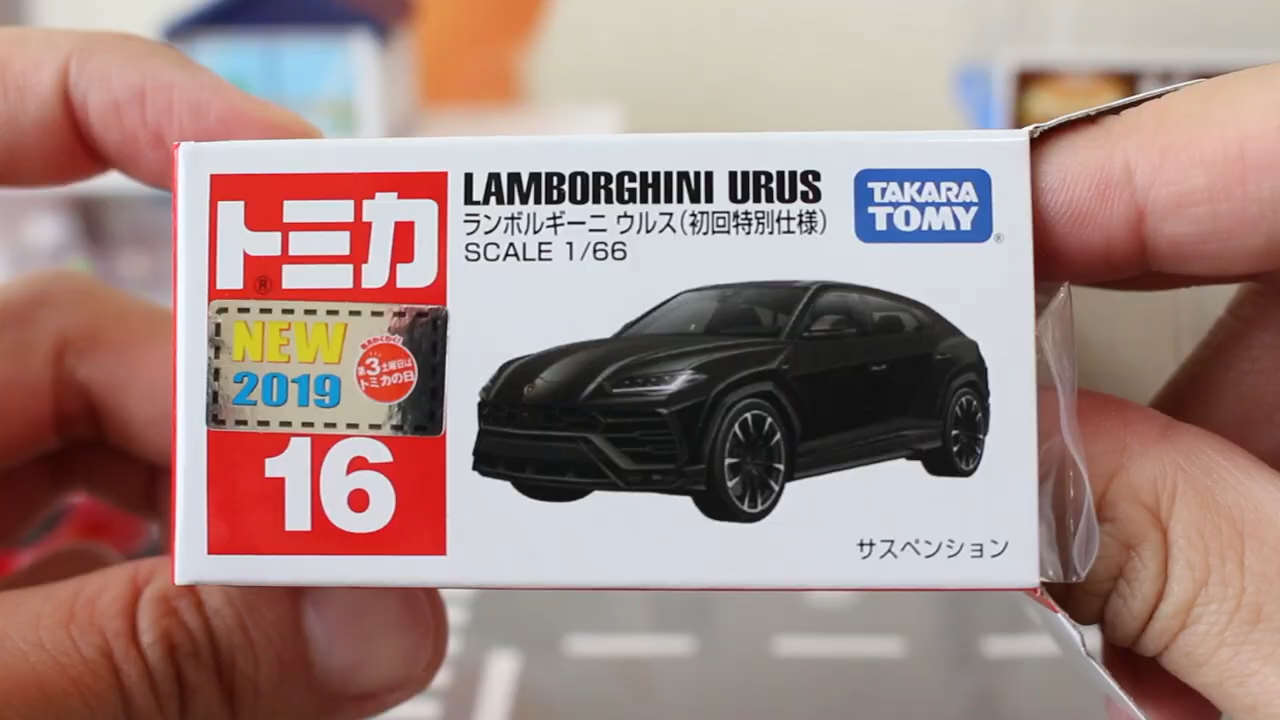 トミカ
®
NEW
2019
第3土曜日は
トミカの日
16
LAMBORGHINI URUS
ランボルギーニ ウルス(初回特別仕様)
SCALE 1/66
TAKARA
TOMY
®
サスペンション